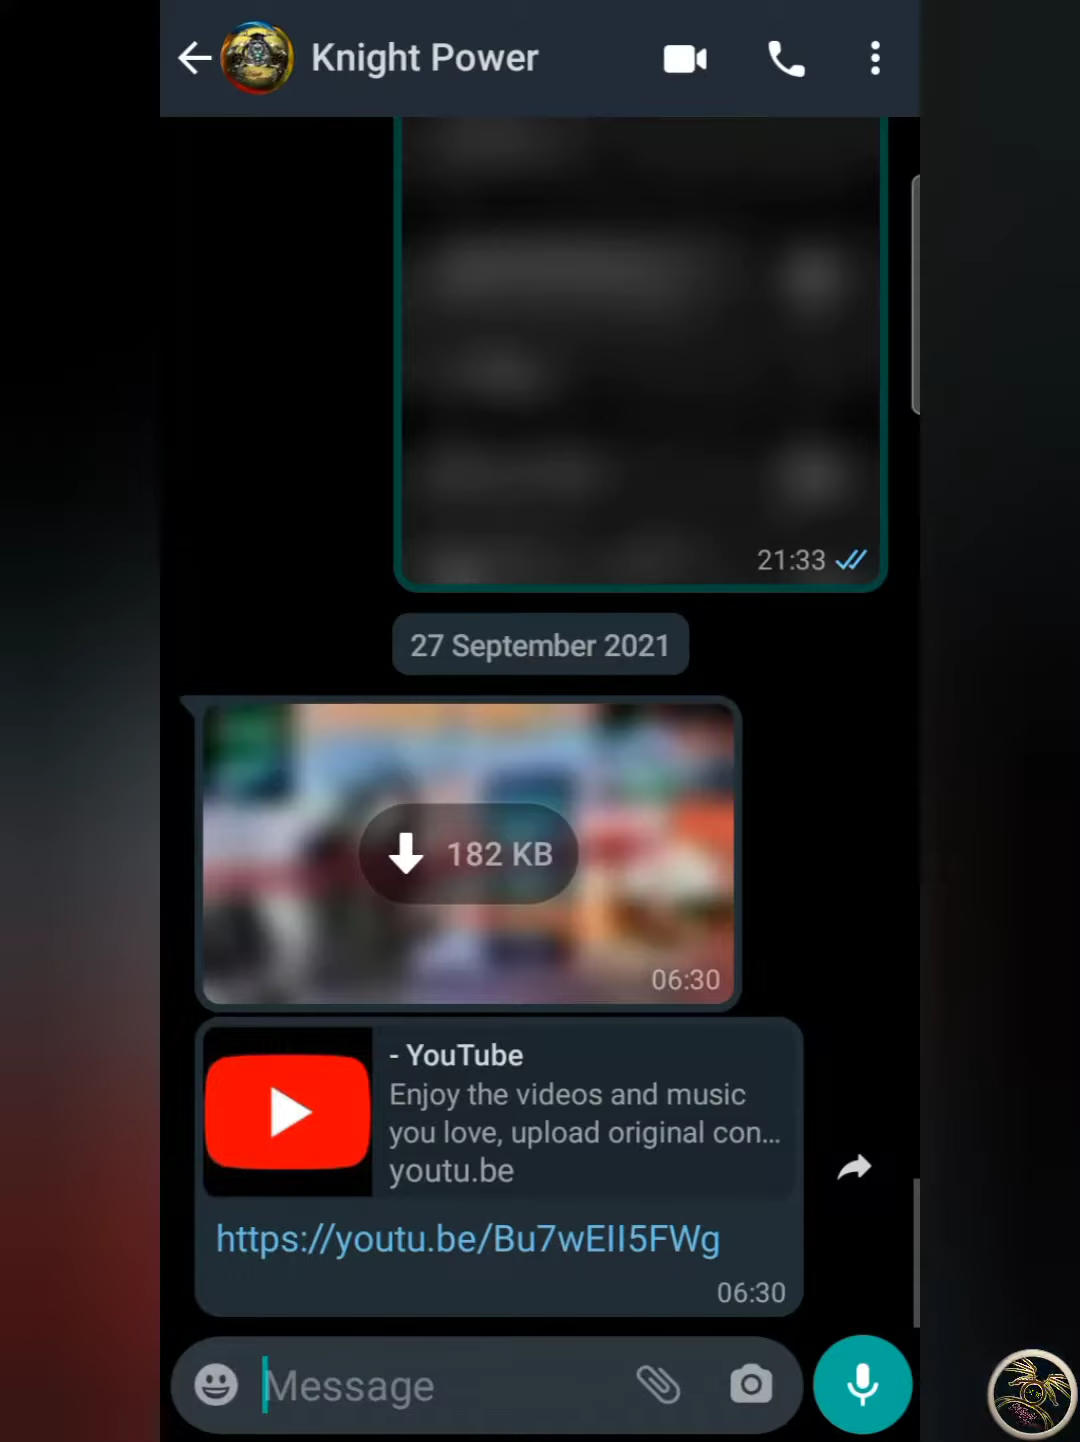 Knight Power
21:33
27 September 2021
182 KB
06:30
- YouTube
Enjoy the videos and music
you love, upload original con...
youtu.be
https://youtu.be/Bu7wEII5FWg
06:30
Message